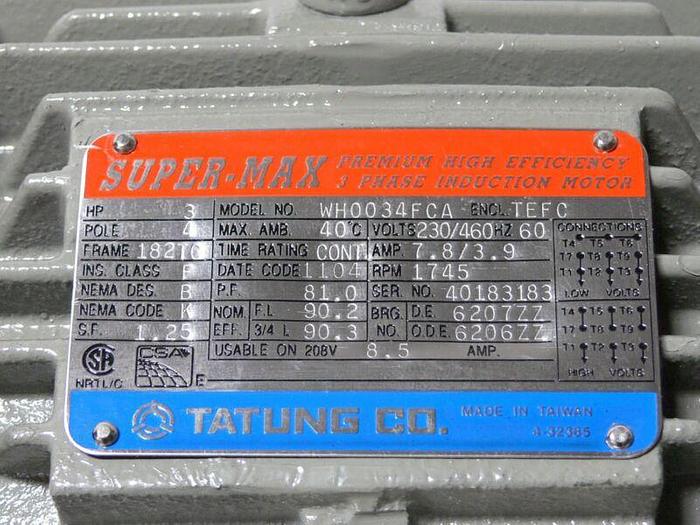 SUPER-MAX PREMIUM HIGH EFFICIENCY
3 PHASE INDUCTION MOTOR
HP 3 MODEL NO. WH0034FCA ENCL. TEFC
POLE 4 MAX. AMB. 40°C VOLTS 230/460 HZ 60 CONNECTIONS
FRAME 182TC TIME RATING CONT AMP. 7.8/3.9 T4 T5 T6
INS. CLASS F DATE CODE 1104 RPM 1745 T7 T8 T9
NEMA DES. B P.F. 81.0 SER. NO. 40183183 T1 T2 T3
LOW VOLTS
NEMA CODE K NOM. F.L 90.2 BRG. D.E. 6207ZZ T4 T5 T6
S.F. 1.25 EFF. 3/4 L 90.3 NO. O.D.E. 6206ZZ T7 T8 T9
SA CSA E USABLE ON 208V 8.5 AMP. T1 T2 T3
NRTL/C HIGH VOLTS
TATUNG CO. MADE IN TAIWAN
4-32365